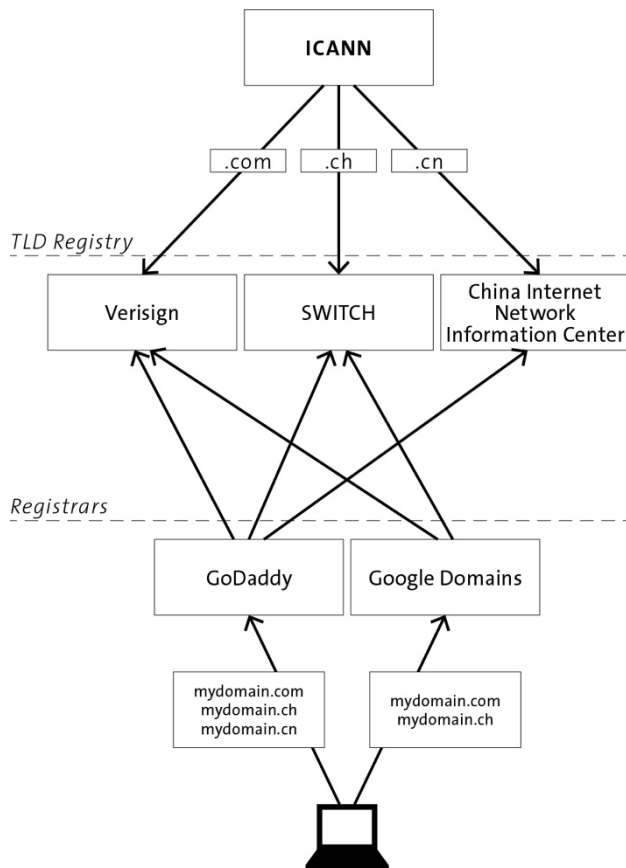 ICANN
.com
.ch
.cn
TLD Registry
Verisign
SWITCH
China Internet
Network
Information Center
Registrars
GoDaddy
Google Domains
mydomain.com
mydomain.ch
mydomain.cn
mydomain.com
mydomain.ch